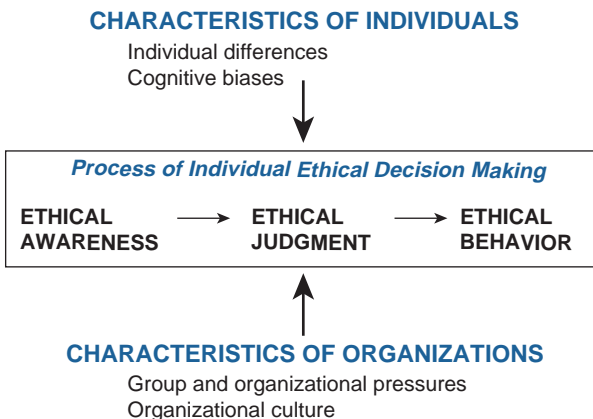 CHARACTERISTICS OF INDIVIDUALS
Individual differences
Cognitive biases
Process of Individual Ethical Decision Making
ETHICAL AWARENESS
ETHICAL JUDGMENT
ETHICAL BEHAVIOR
CHARACTERISTICS OF ORGANIZATIONS
Group and organizational pressures
Organizational culture